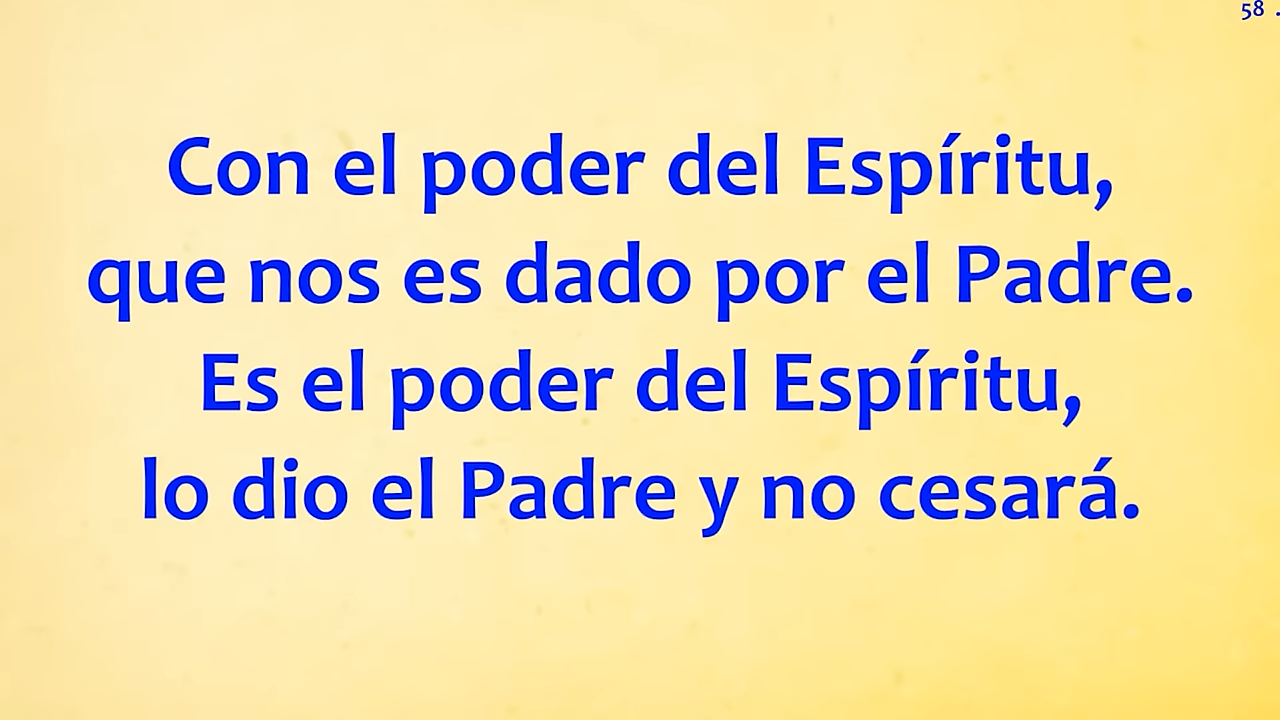 58 .
Con el poder del Espíritu,
que nos es dado por el Padre.
Es el poder del Espíritu,
lo dio el Padre y no cesará.